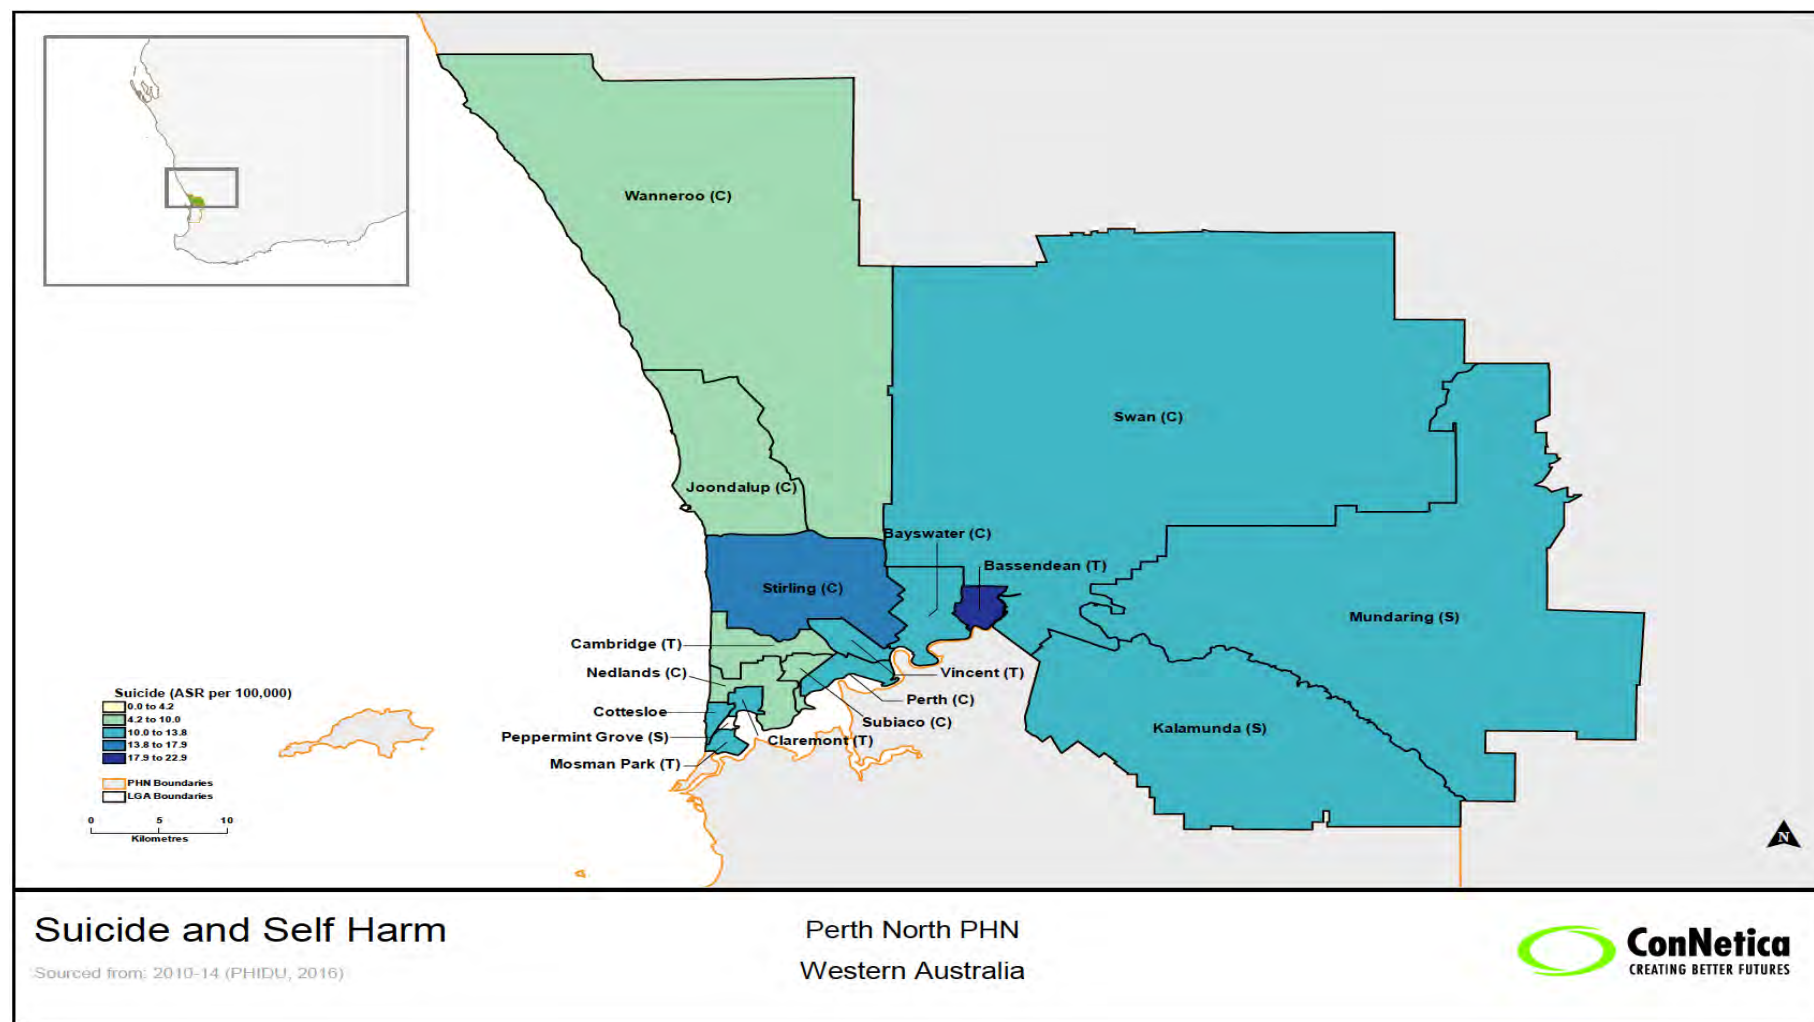 Wanneroo (C)
Swan (C)
Joondalup (C)
Bayswater (C)
Bassendean (T)
Stirling (C)
Mundaring (S)
Cambridge (T)
Nedlands (C)
Vincent (T)
Perth (C)
Cottesloe
Subiaco (C)
Kalamunda (S)
Peppermint Grove (S)
Claremont (T)
Mosman Park (T)
Suicide (ASR per 100,000)
0.0 to 4.2
4.2 to 10.0
10.0 to 13.8
13.8 to 17.9
17.9 to 22.9
PHN Boundaries
LGA Boundaries
0 5 10
Kilometres
N
Suicide and Self Harm
Sourced from: 2010-14 (PHIDU, 2016)
Perth North PHN
Western Australia
ConNetica
CREATING BETTER FUTURES